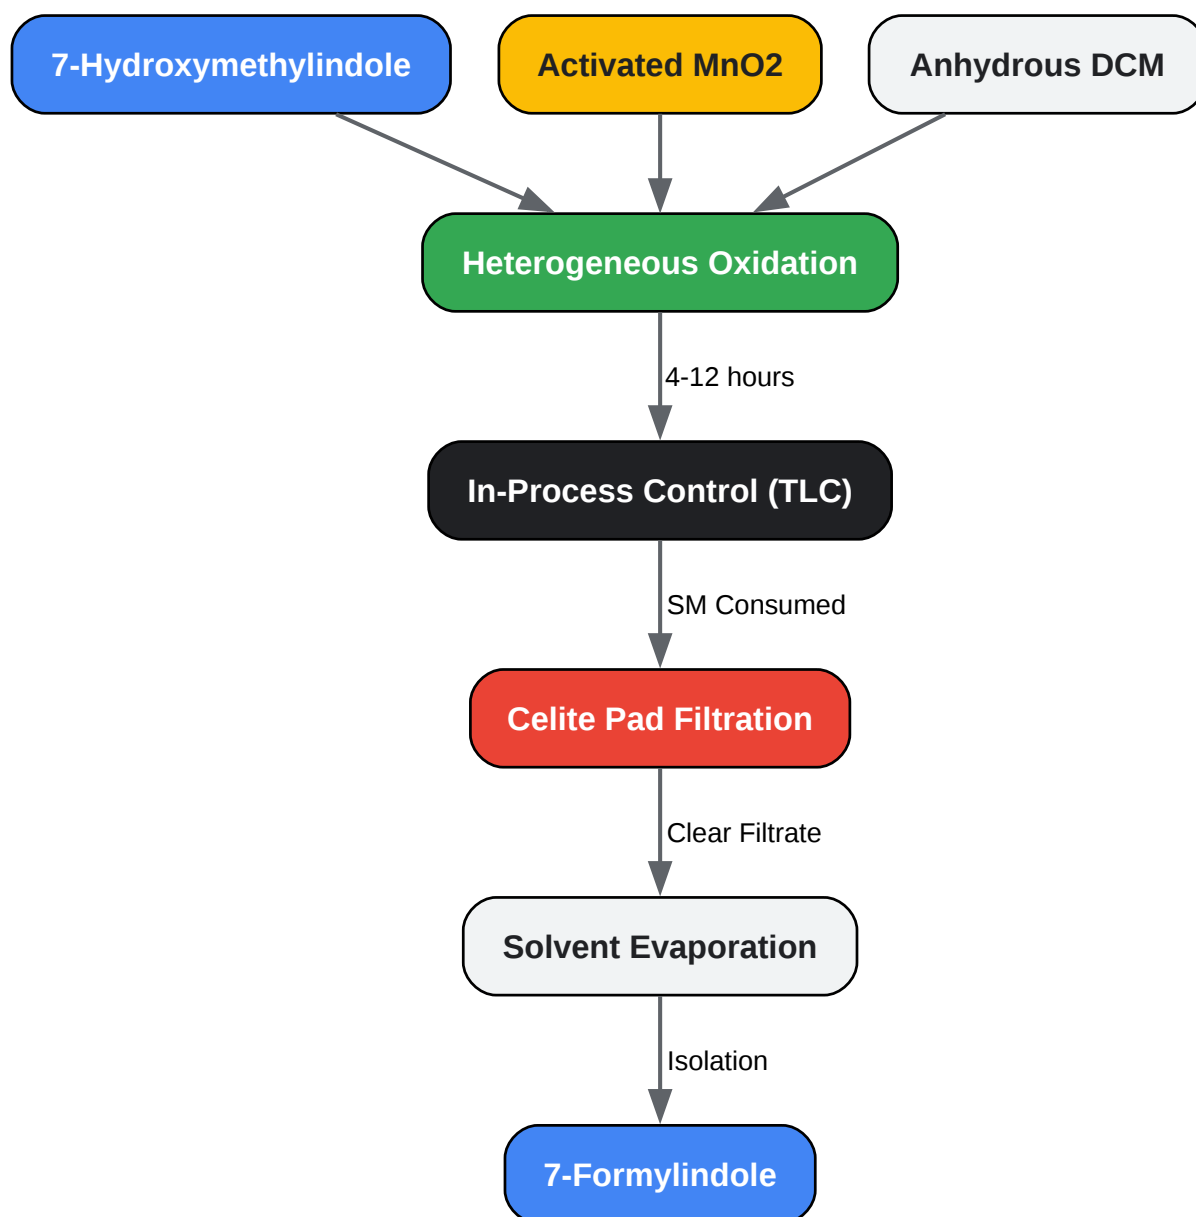 7-Hydroxymethylindole
Activated MnO2
Anhydrous DCM
Heterogeneous Oxidation
4-12 hours
In-Process Control (TLC)
SM Consumed
Celite Pad Filtration
Clear Filtrate
Solvent Evaporation
Isolation
7-Formylindole